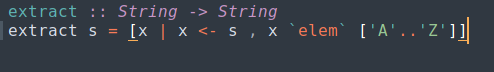 extract :: String -> String
extract s = [x | x <- s , x `elem` ['A'..'Z']]